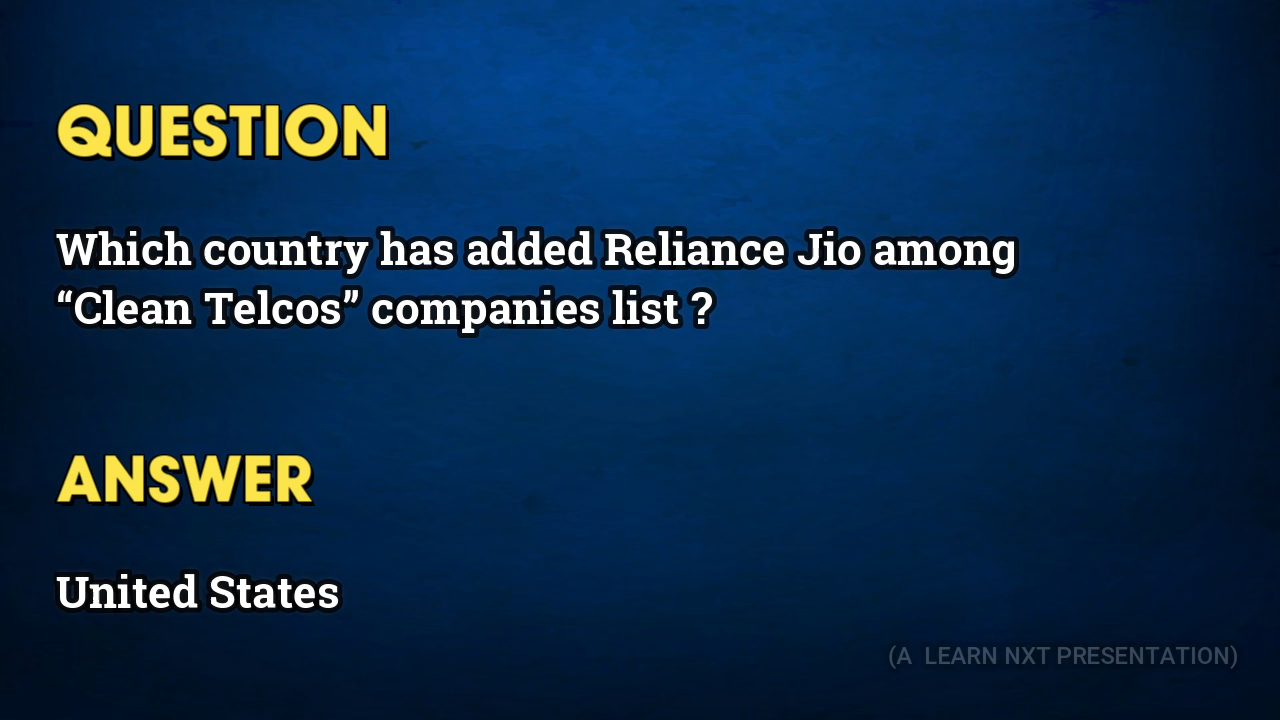 QUESTION
Which country has added Reliance Jio among
“Clean Telcos” companies list ?
ANSWER
United States
(A  LEARN NXT PRESENTATION)